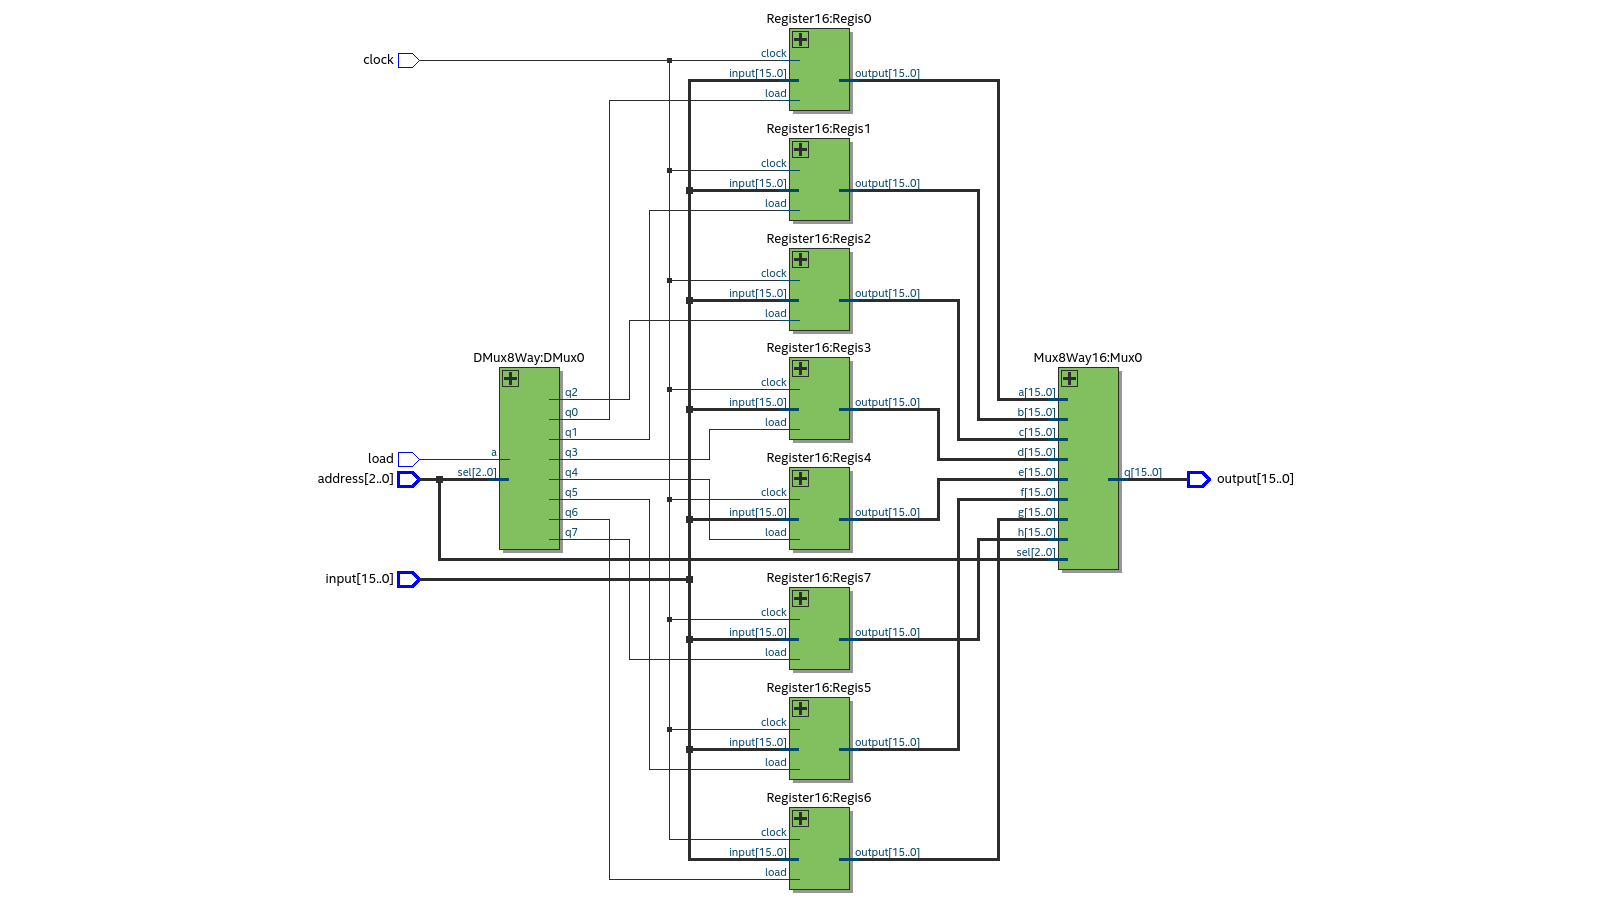 Register16:Regis0
clock
clock
input[15..0]
output[15..0]
load
Register16:Regis1
clock
input[15..0]
output[15..0]
load
Register16:Regis2
clock
input[15..0]
output[15..0]
load
Register16:Regis3
clock
input[15..0]
output[15..0]
load
DMux8Way:DMux0
q2
q0
q1
q3
q4
q5
q6
q7
a
sel[2..0]
load
address[2..0]
input[15..0]
Register16:Regis4
clock
input[15..0]
output[15..0]
load
Mux8Way16:Mux0
a[15..0]
b[15..0]
c[15..0]
d[15..0]
e[15..0]
f[15..0]
g[15..0]
h[15..0]
sel[2..0]
q[15..0]
output[15..0]
Register16:Regis7
clock
input[15..0]
output[15..0]
load
Register16:Regis5
clock
input[15..0]
output[15..0]
load
Register16:Regis6
clock
input[15..0]
output[15..0]
load